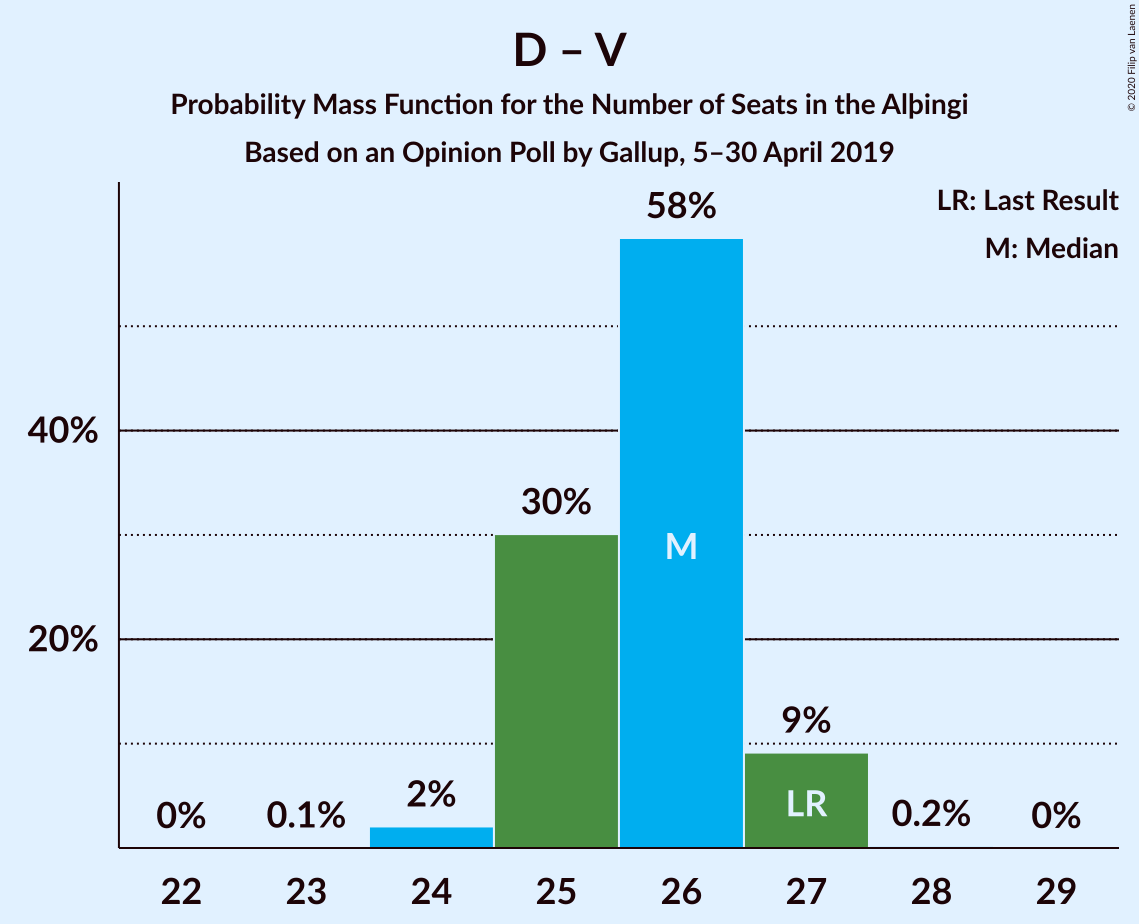 D – V
Probability Mass Function for the Number of Seats in the Alþingi
Based on an Opinion Poll by Gallup, 5–30 April 2019
© 2020 Filip van Laenen
LR: Last Result
M: Median
58%
40%
30%
M
20%
9%
LR
2%
0%
0.1%
0.2%
0%
22 23 24 25 26 27 28 29